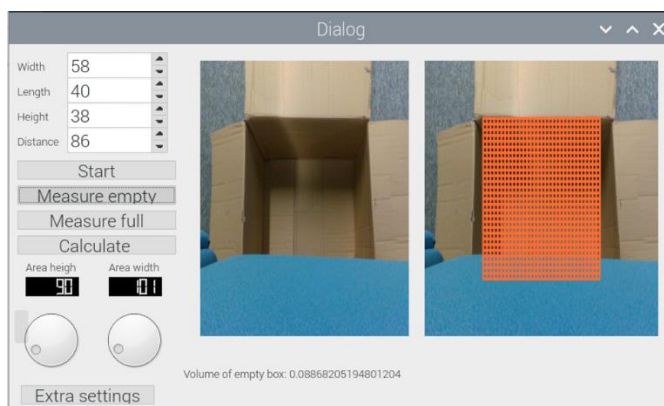 Dialog
Width 58
Length 40
Height 38
Distance 86
Start
Measure empty
Measure full
Calculate
Area heigh Area width
90 101
Volume of empty box: 0.08868205194801204
Extra settings